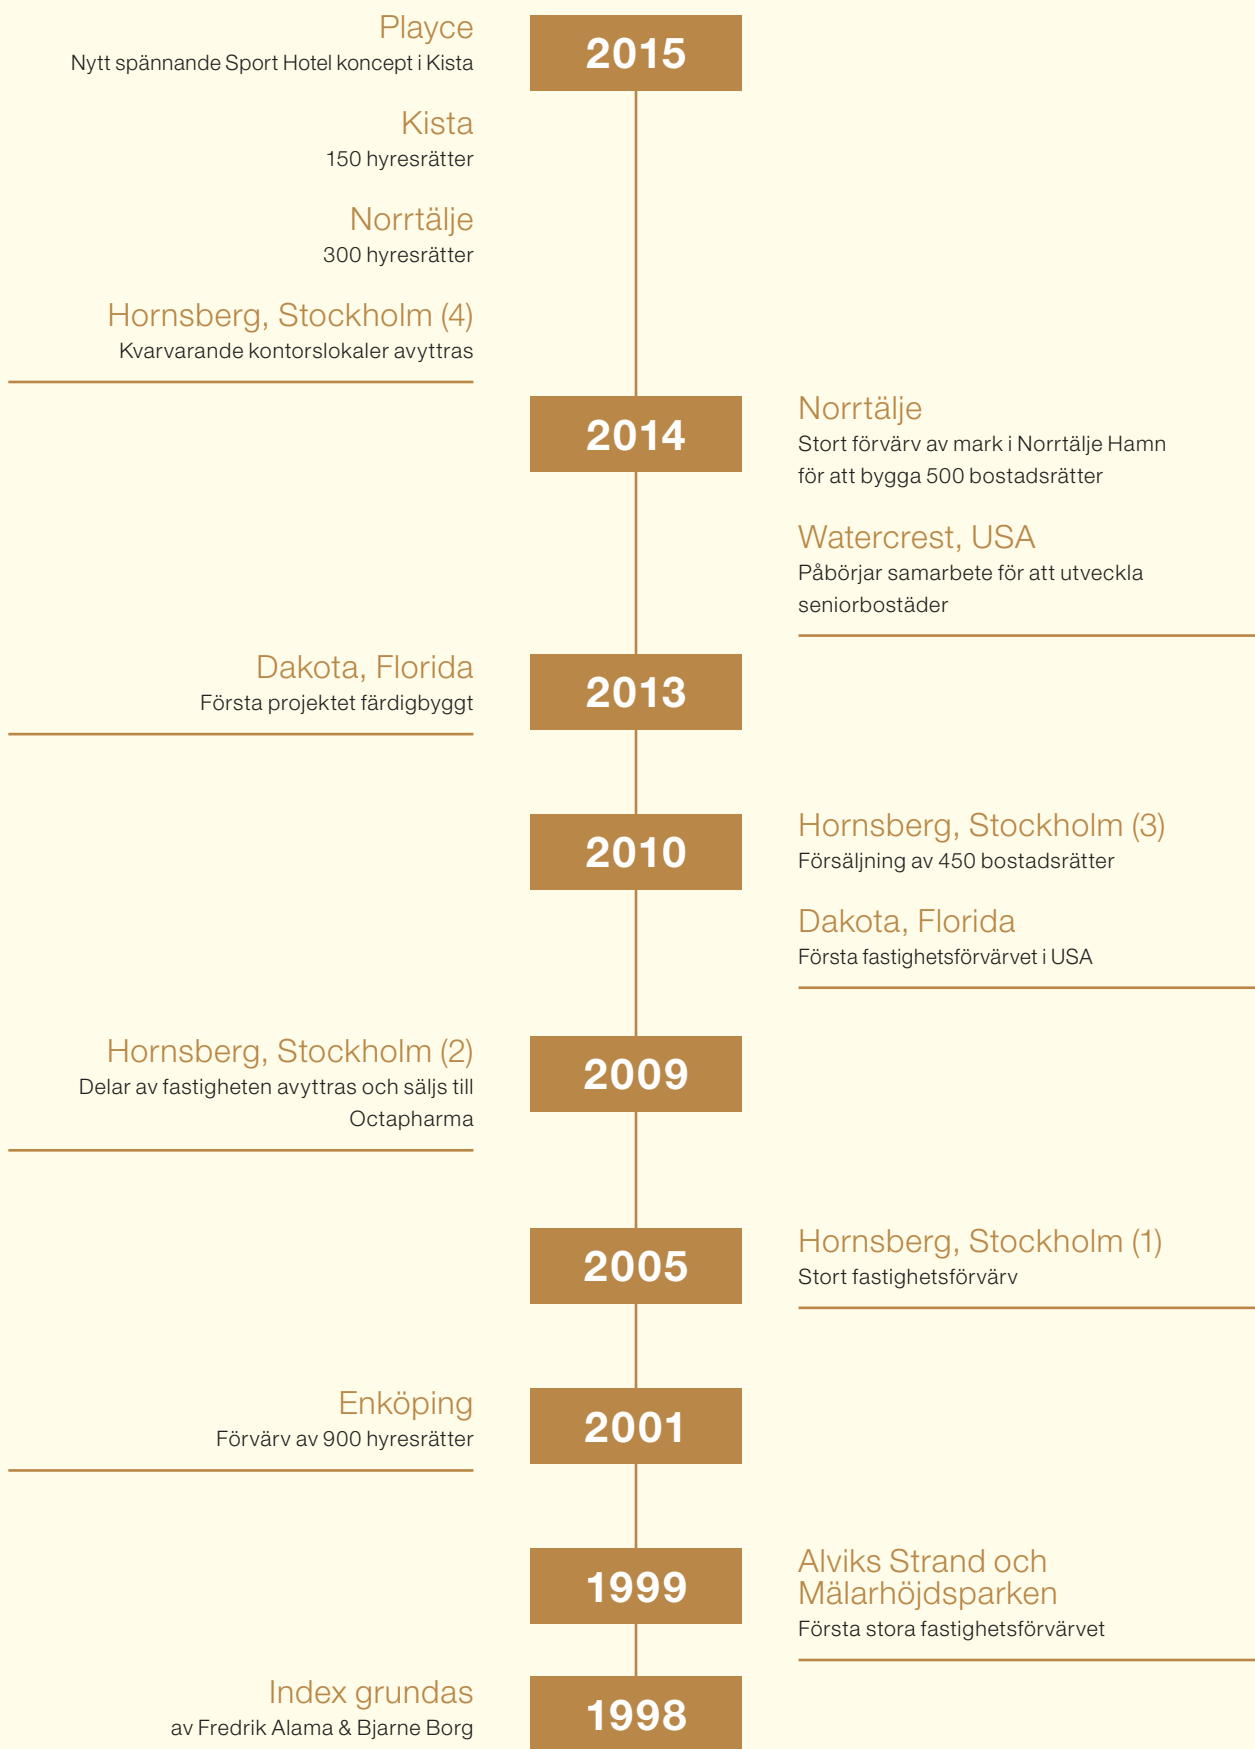 2015
Playce
Nytt spännande Sport Hotel koncept i Kista
Kista
150 hyresrätter
Norrtälje
300 hyresrätter
Hornsberg, Stockholm (4)
Kvarvarande kontorslokaler avyttras
2014
Norrtälje
Stort förvärv av mark i Norrtälje Hamn
för att bygga 500 bostadsrätter
Watercrest, USA
Påbörjar samarbete för att utveckla
seniorbostäder
2013
Dakota, Florida
Första projektet färdigbyggt
2010
Hornsberg, Stockholm (3)
Försäljning av 450 bostadsrätter
Dakota, Florida
Första fastighetsförvärvet i USA
2009
Hornsberg, Stockholm (2)
Delar av fastigheten avyttras och säljs till
Octapharma
2005
Hornsberg, Stockholm (1)
Stort fastighetsförvärv
2001
Enköping
Förvärv av 900 hyresrätter
1999
Alviks Strand och
Mälarhöjdsparken
Första stora fastighetsförvärvet
1998
Index grundas
av Fredrik Alama & Bjarne Borg